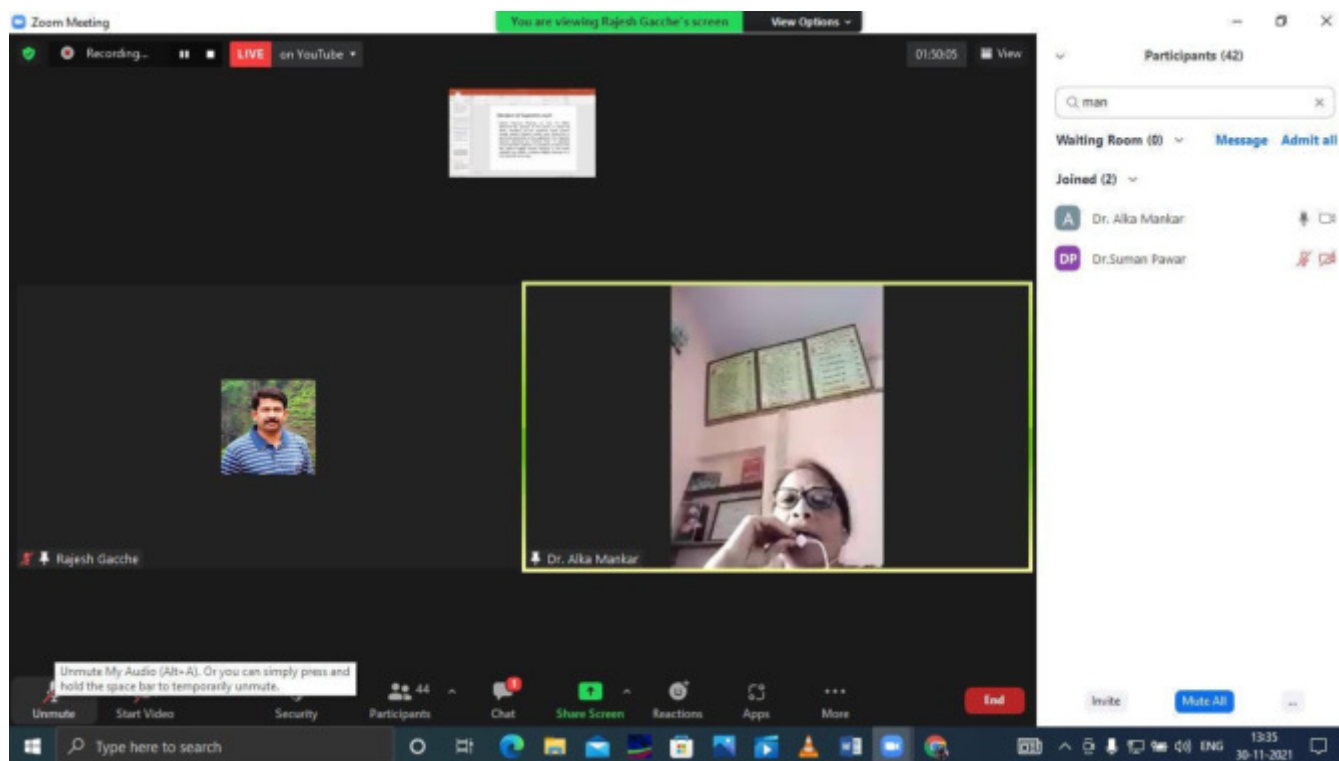 Zoom Meeting
You are viewing Rajesh Gacche's screen
View Options
Recording...
LIVE on YouTube
01:50:05
View
Participants (42)
man
Waiting Room (0)
Message
Admit all
Joined (2)
A Dr. Alka Mankar
DP Dr.Suman Pawar
Rajesh Gacche
Dr. Alka Mankar
Unmute My Audio (Alt+A). Or you can simply press and
hold the space bar to temporarily unmute.
44
1
Unmute
Start Video
Security
Participants
Chat
Share Screen
Reactions
Apps
More
End
Invite
Mute All
Type here to search
ENG
13:35
30-11-2021